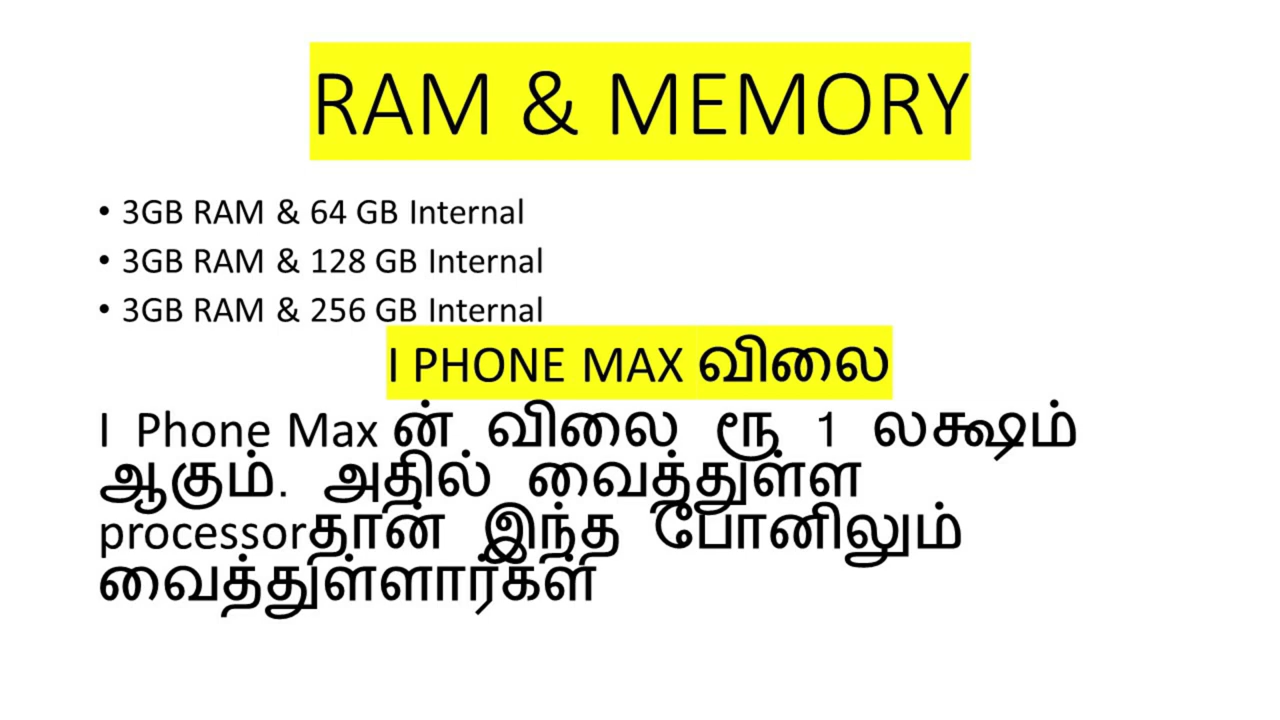 RAM & MEMORY
• 3GB RAM & 64 GB Internal
• 3GB RAM & 128 GB Internal
• 3GB RAM & 256 GB Internal
I PHONE MAX விலை
I Phone Max ன் விலை ரூ 1 லக்ஷம்
ஆகும். அதில் வைத்துள்ள
processorதான் இந்த போனிலும்
வைத்துள்ளார்கள்